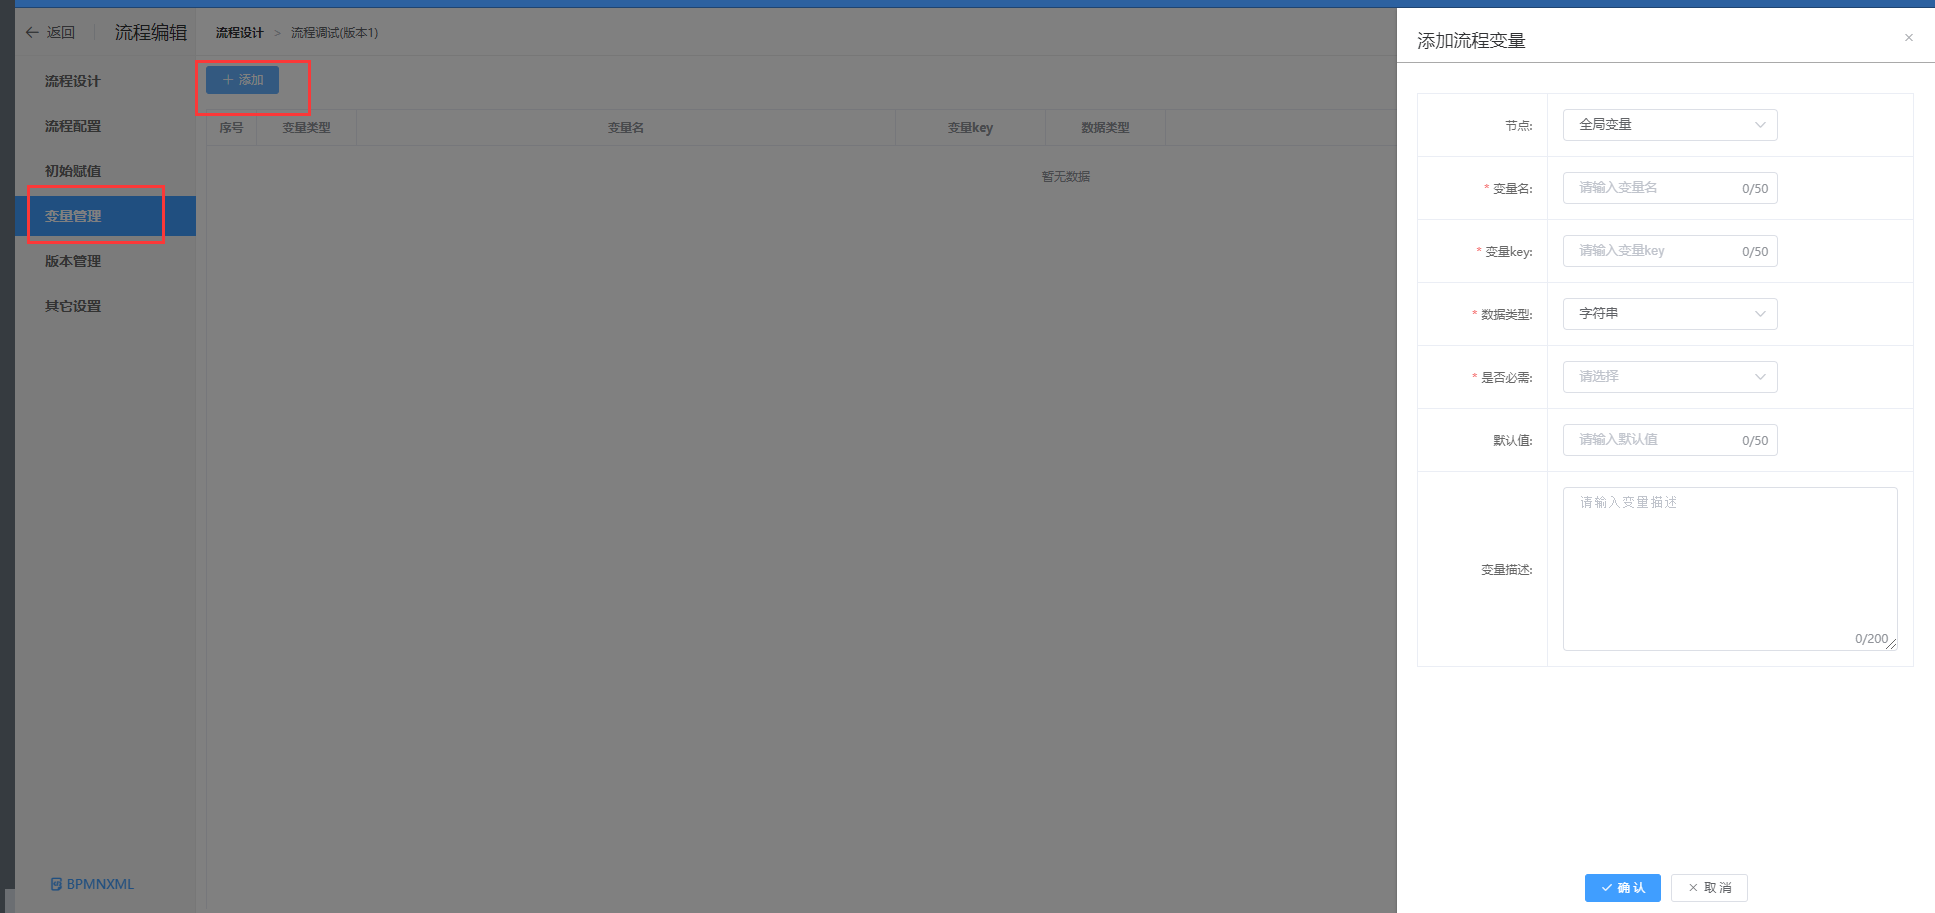 返回 流程编辑 流程设计 > 流程调试(版本1)
流程设计
流程配置
初始赋值
变量管理
版本管理
其它设置
BPMNXML
添加
序号 变量类型 变量名 变量key 数据类型
暂无数据
添加流程变量
节点: 全局变量
* 变量名: 请输入变量名 0/50
* 变量key: 请输入变量key 0/50
* 数据类型: 字符串
* 是否必需: 请选择
默认值: 请输入默认值 0/50
变量描述: 请输入变量描述
0/200
确认 取消